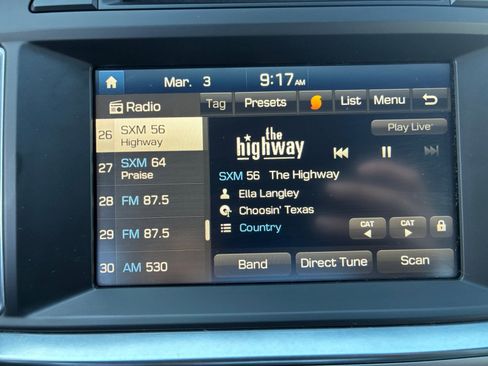 Mar. 3 9:17 AM
Radio Tag Presets List Menu
26 SXM 56
Highway
27 SXM 64
Praise
28 FM 87.5
29 FM 87.5
30 AM 530
Play Live
the
highway
SXM 56 The Highway
Ella Langley
Choosin' Texas
Country
CAT CAT
Band Direct Tune Scan